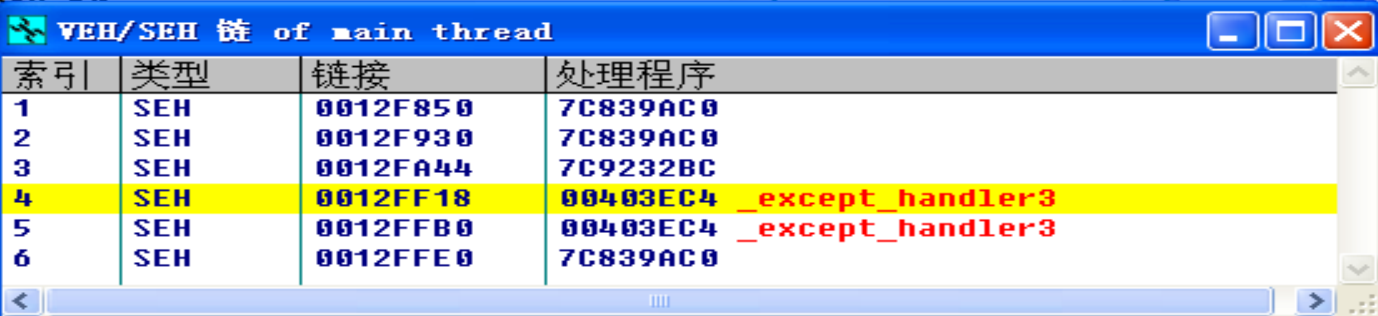 VEH/SEH 链 of main thread
索引 类型 链接 处理程序
1 SEH 0012F850 7C839AC0
2 SEH 0012F930 7C839AC0
3 SEH 0012FA44 7C9232BC
4 SEH 0012FF18 00403EC4 _except_handler3
5 SEH 0012FFB0 00403EC4 _except_handler3
6 SEH 0012FFE0 7C839AC0